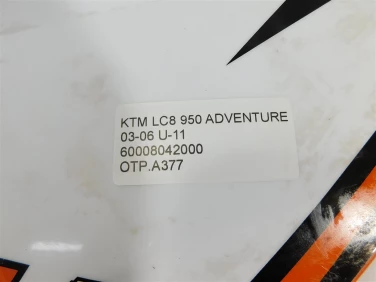 KTM LC8 950 ADVENTURE
03-06 U-11
60008042000
OTP.A377